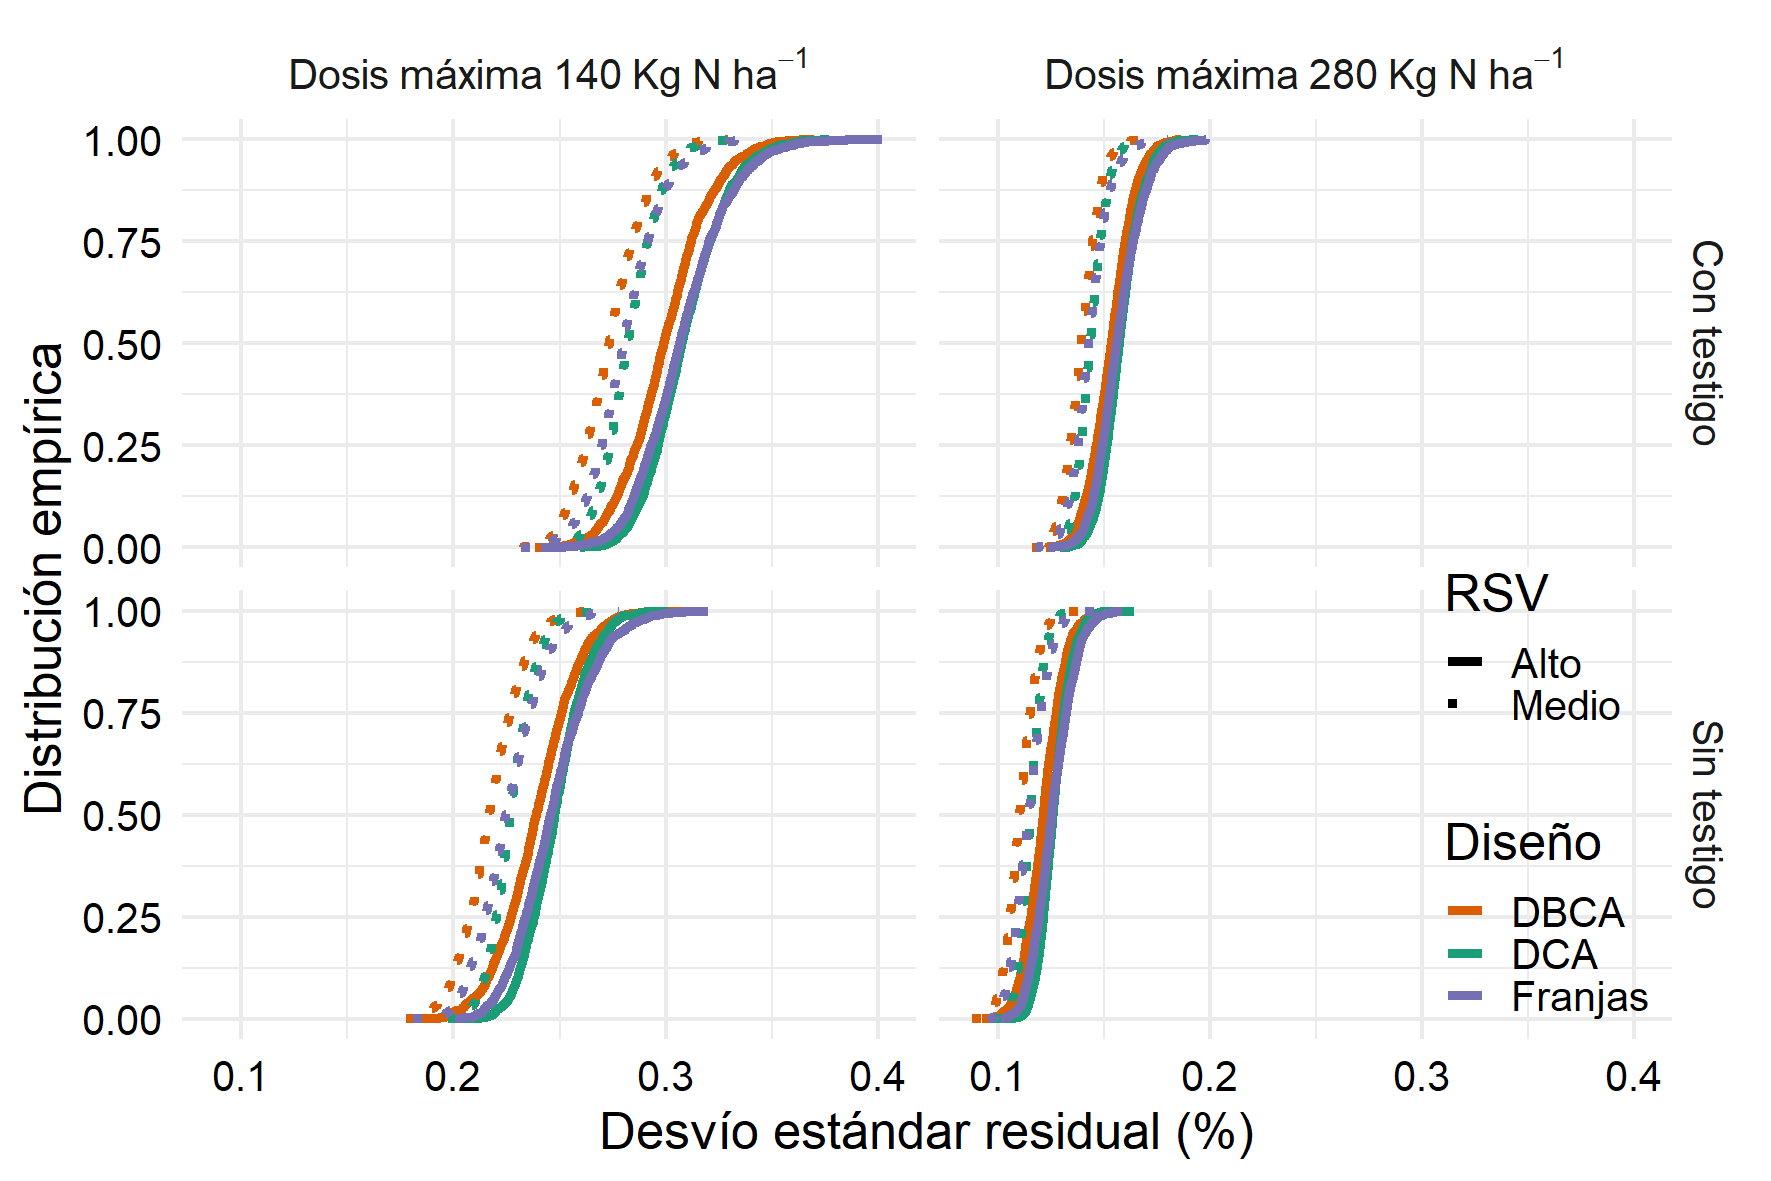 Dosis máxima 140 Kg N ha⁻¹
Dosis máxima 280 Kg N ha⁻¹
Distribución empírica
1.00
0.75
0.50
0.25
0.00
Con testigo
1.00
0.75
0.50
0.25
0.00
Sin testigo
RSV
Alto
Medio
Diseño
DBCA
DCA
Franjas
0.1 0.2 0.3 0.4
0.1 0.2 0.3 0.4
Desvío estándar residual (%)